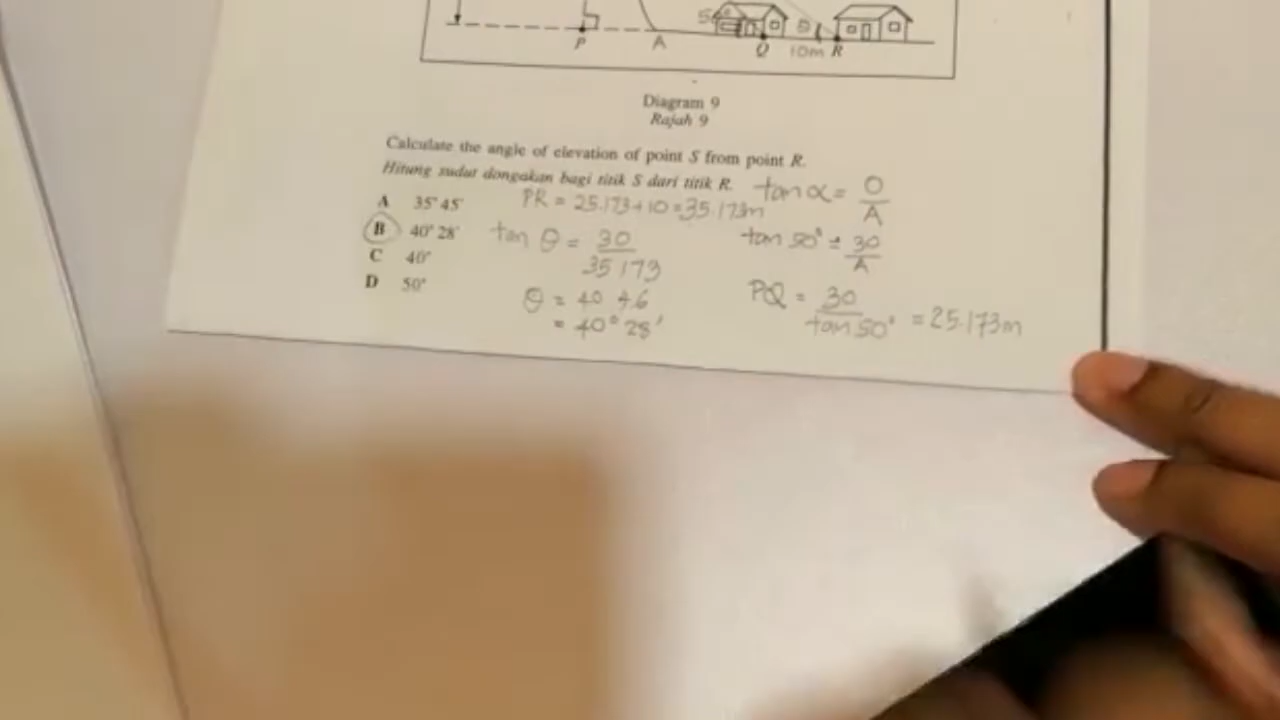 P A Q 10m R
Diagram 9
Rajah 9
Calculate the angle of elevation of point S from point R.
Hitung sudut dongakan bagi titik S dari titik R.
A 35°45'
B 40°28'
C 40°
D 50°
PR = 25.173+10=35.173m
tan θ = 30
35 173
θ = 40 46
= 40°28'
tan α = O
A
tan 50° = 30
A
PQ = 30
tan 50° = 25.173m